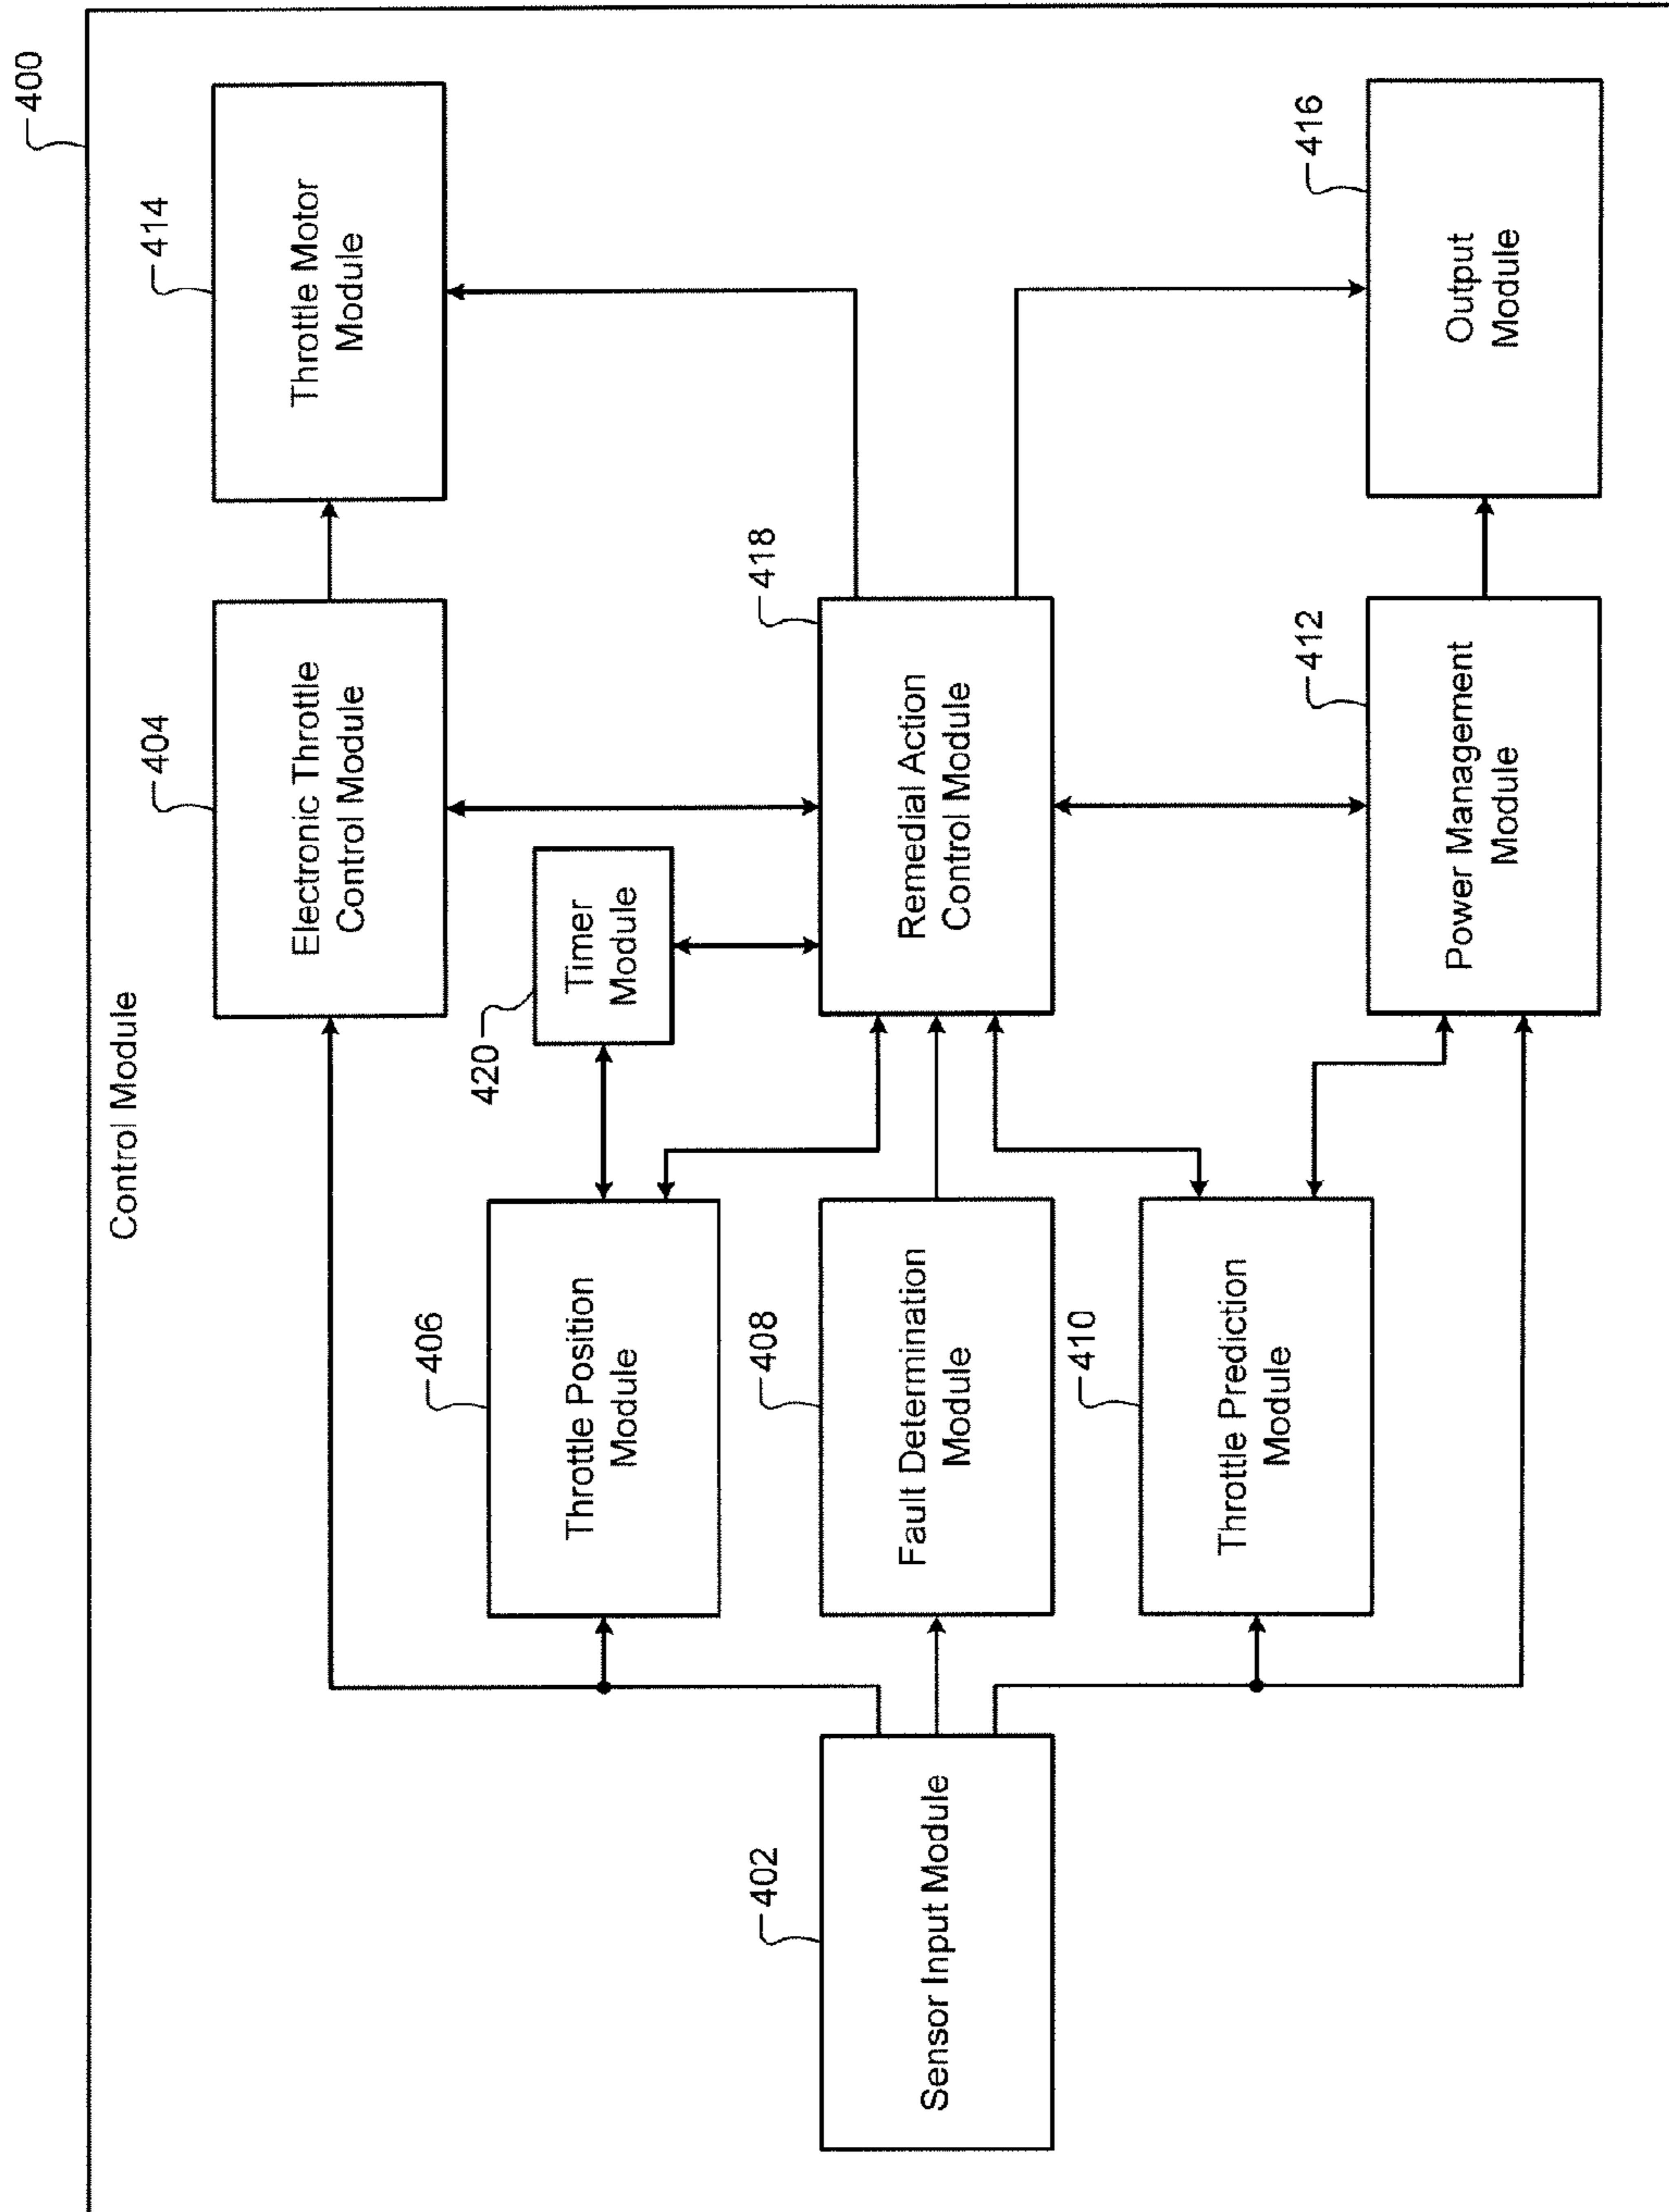 400
Control Module
404
Electronic Throttle
Control Module
414
Throttle Motor
Module
406
Throttle Position
Module
420
Timer
Module
402
Sensor Input Module
408
Fault Determination
Module
418
Remedial Action
Control Module
410
Throttle Prediction
Module
412
Power Management
Module
416
Output
Module